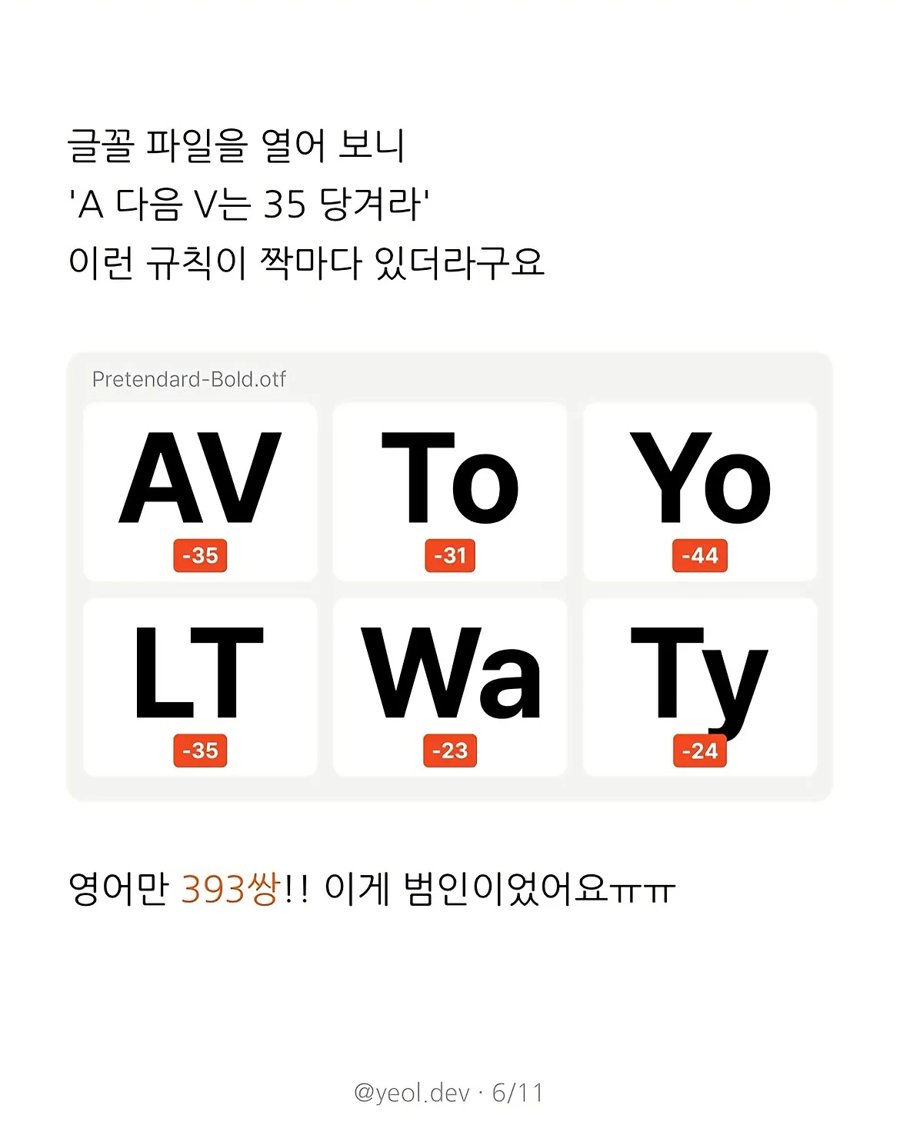 글꼴 파일을 열어 보니
'A 다음 V는 35 당겨라'
이런 규칙이 짝마다 있더라구요
Pretendard-Bold.otf
AV To Yo
-35 -31 -44
LT Wa Ty
-35 -23 -24
영어만 393쌍!! 이게 범인이었어요ㅠㅠ
@yeol.dev · 6/11